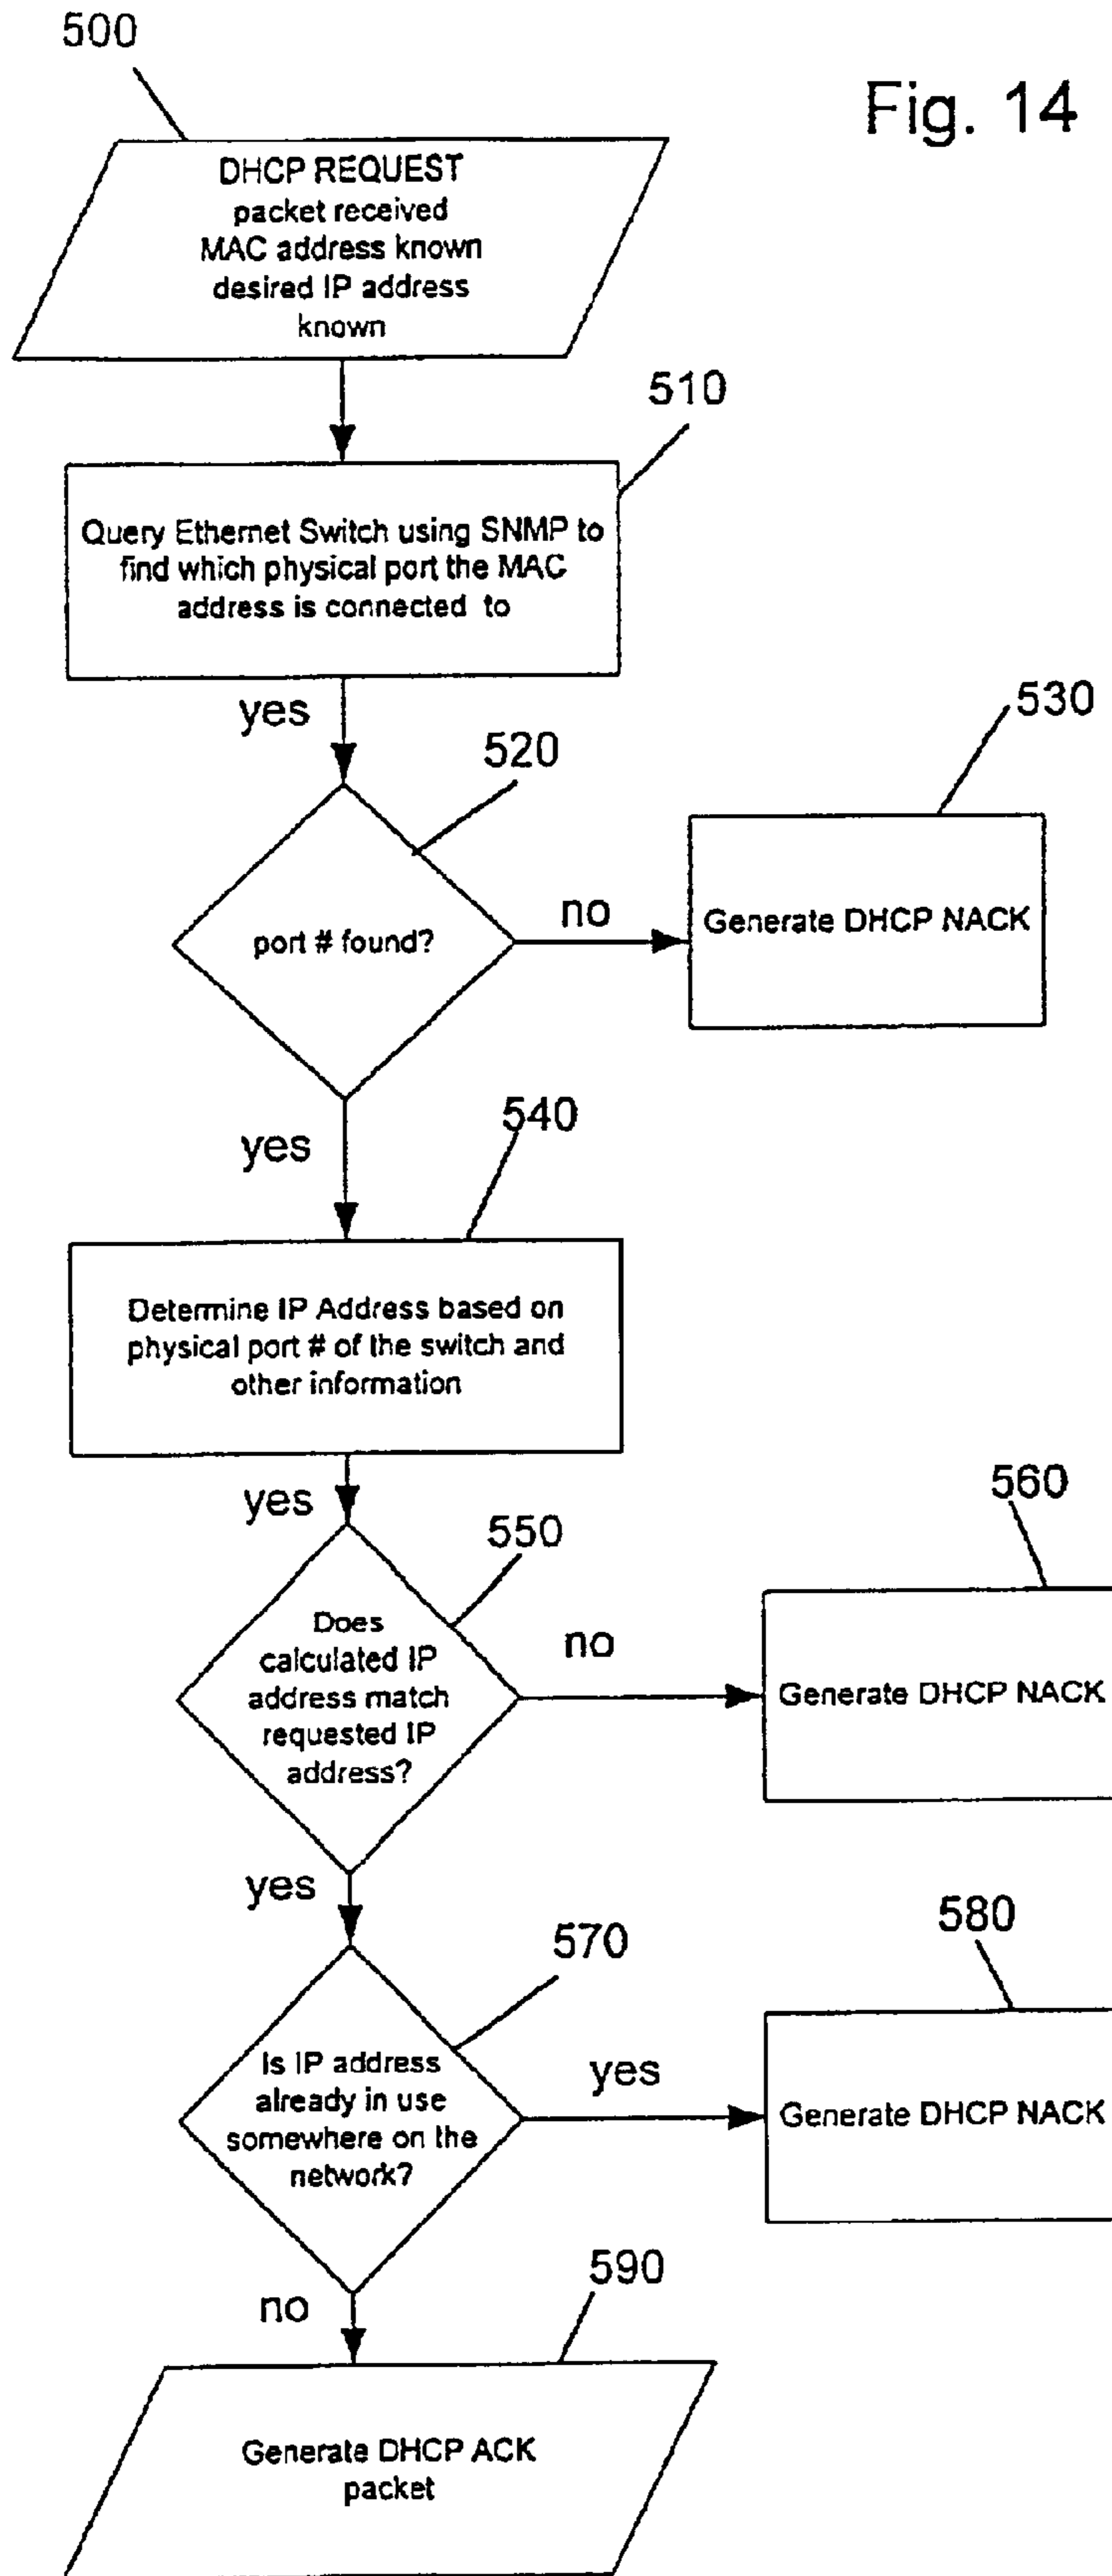 500
Fig. 14
DHCP REQUEST
packet received
MAC address known
desired IP address
known
510
Query Ethernet Switch using SNMP to
find which physical port the MAC
address is connected to
yes
520
530
port # found?
no
Generate DHCP NACK
yes
540
Determine IP Address based on
physical port # of the switch and
other information
yes
550
560
Does
calculated IP
address match
requested IP
address?
no
Generate DHCP NACK
yes
570
580
Is IP address
already in use
somewhere on the
network?
yes
Generate DHCP NACK
no
590
Generate DHCP ACK
packet